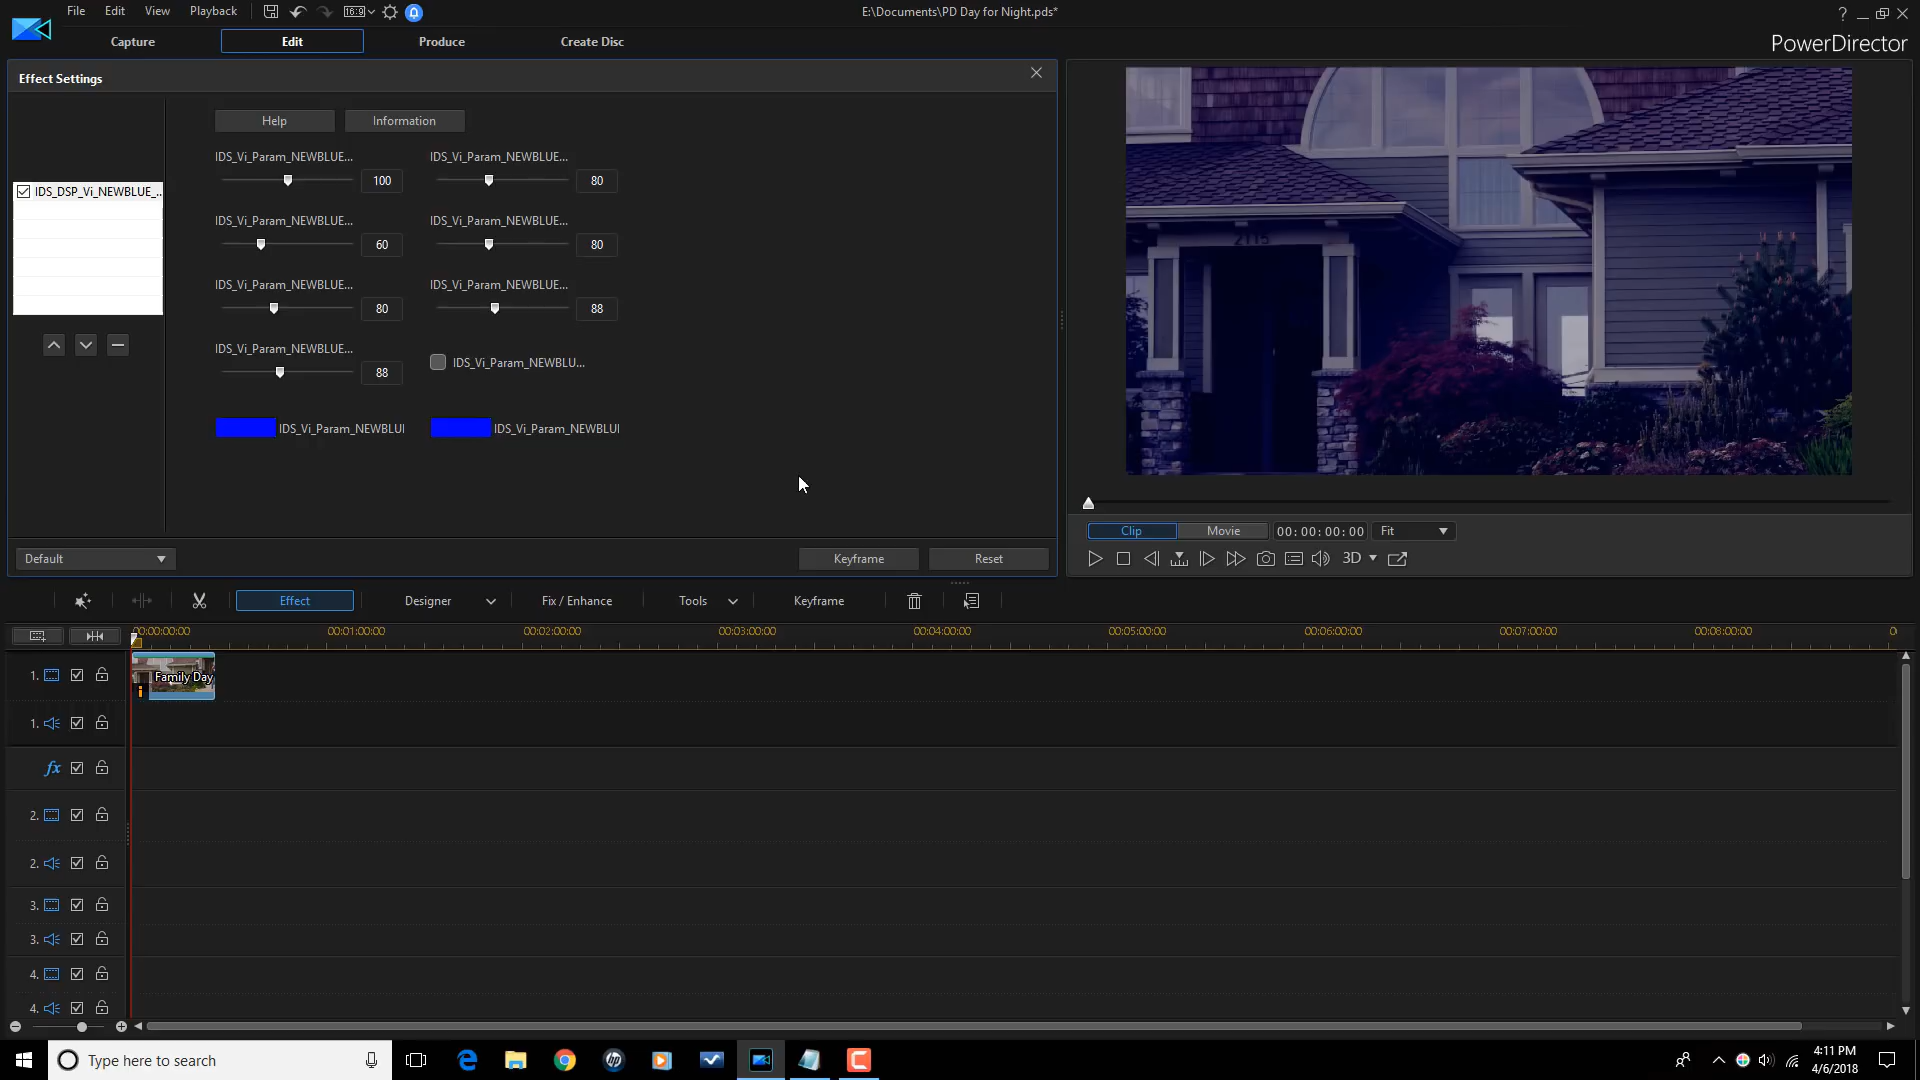 File Edit View Playback 16:9 E:\Documents\PD Day for Night.pds* ?
Capture Edit Produce Create Disc PowerDirector
Effect Settings
Help Information
IDS_Vi_Param_NEWBLUE... IDS_Vi_Param_NEWBLUE...
100 80
IDS_DSP_Vi_NEWBLUE_...
IDS_Vi_Param_NEWBLUE... IDS_Vi_Param_NEWBLUE...
60 80
IDS_Vi_Param_NEWBLUE... IDS_Vi_Param_NEWBLUE...
80 88
IDS_Vi_Param_NEWBLUE... IDS_Vi_Param_NEWBLU...
88
IDS_Vi_Param_NEWBLUI IDS_Vi_Param_NEWBLUI
2115
Clip Movie 00:00:00:00 Fit
Default Keyframe Reset
3D
Effect Designer Fix / Enhance Tools Keyframe
00:00:00:00 00:01:00:00 00:02:00:00 00:03:00:00 00:04:00:00 00:05:00:00 00:06:00:00 00:07:00:00 00:08:00:00
1. Family Day
1.
fx
2.
2.
3.
3.
4.
4.
Type here to search
hp
4:11 PM
4/6/2018